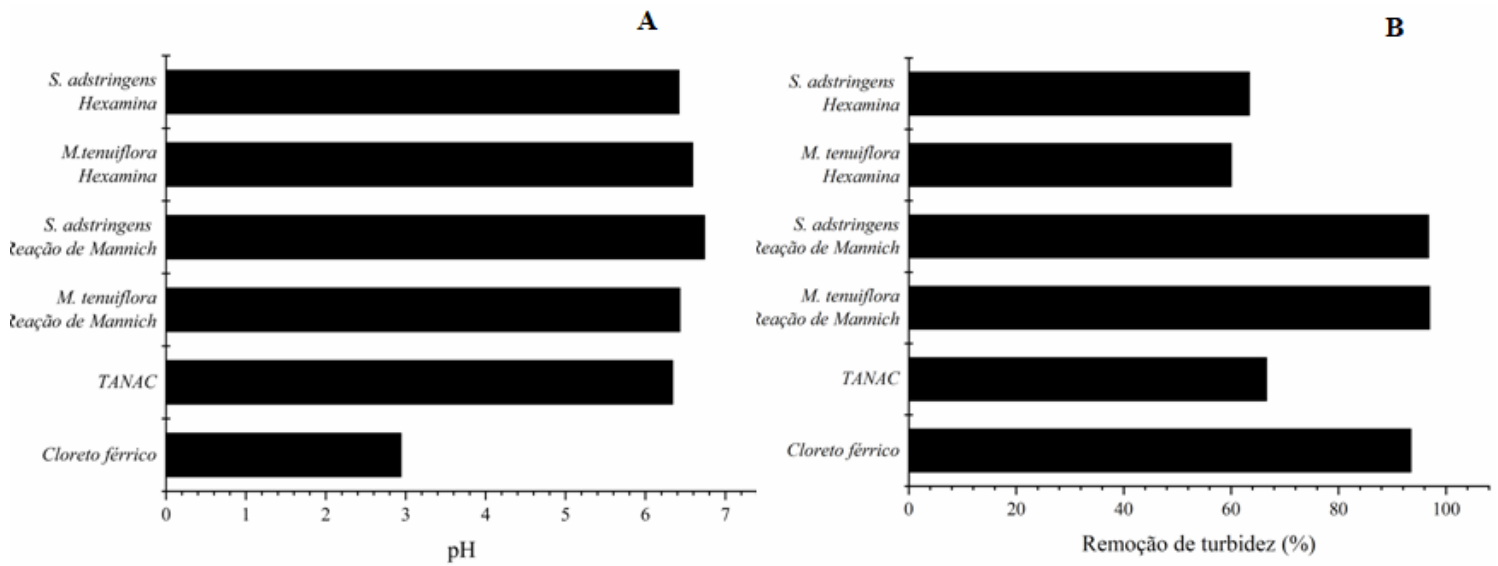 A
S. adstringens
Hexamina
M.tenuiflora
Hexamina
S. adstringens
Reação de Mannich
M. tenuiflora
Reação de Mannich
TANAC
Cloreto férrico
0 1 2 3 4 5 6 7
pH
B
S. adstringens
Hexamina
M. tenuiflora
Hexamina
S. adstringens
Reação de Mannich
M. tenuiflora
Reação de Mannich
TANAC
Cloreto férrico
0 20 40 60 80 100
Remoção de turbidez (%)